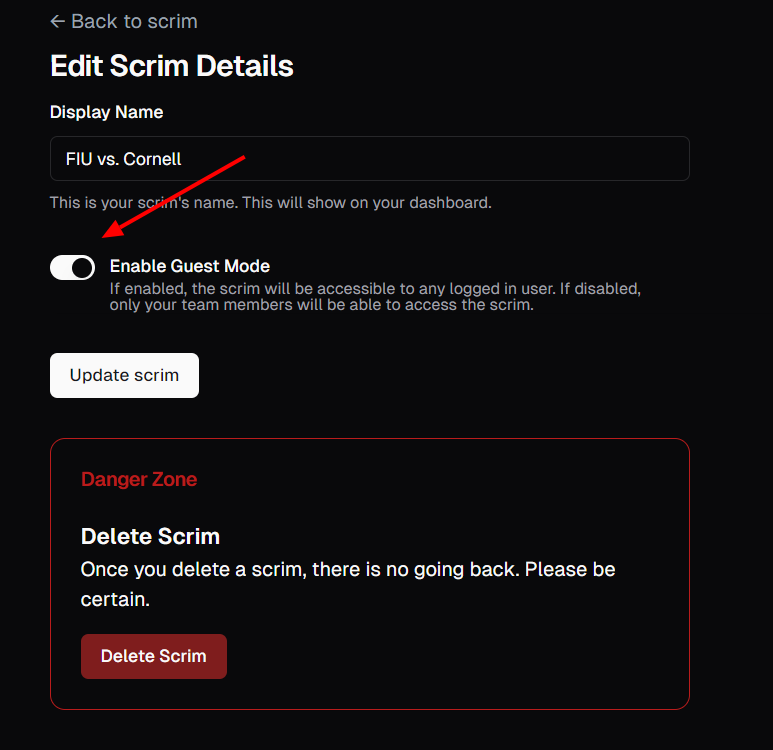 ← Back to scrim
Edit Scrim Details
Display Name
FIU vs. Cornell
This is your scrim's name. This will show on your dashboard.
Enable Guest Mode
If enabled, the scrim will be accessible to any logged in user. If disabled,
only your team members will be able to access the scrim.
Update scrim
Danger Zone
Delete Scrim
Once you delete a scrim, there is no going back. Please be
certain.
Delete Scrim